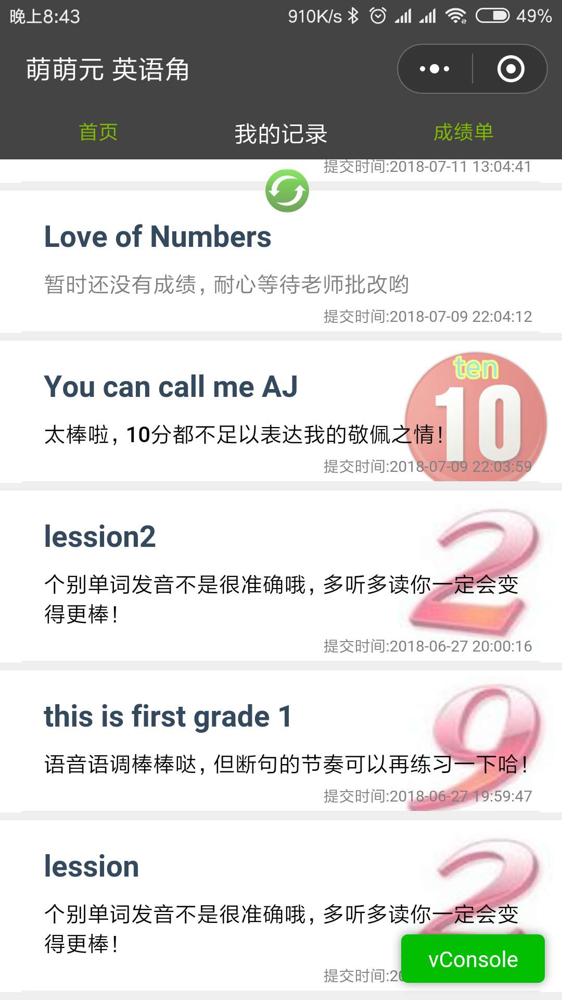 晚上8:43
910K/s
49%
萌萌元 英语角
首页
我的记录
成绩单
提交时间:2018-07-11 13:04:41
Love of Numbers
暂时还没有成绩, 耐心等待老师批改哟
提交时间:2018-07-09 22:04:12
ten
10
You can call me AJ
太棒啦, 10分都不足以表达我的敬佩之情!
提交时间:2018-07-09 22:03:59
lession2
2
个别单词发音不是很准确哦, 多听多读你一定会变
得更棒!
提交时间:2018-06-27 20:00:16
this is first grade 1
9
语音语调棒棒哒, 但断句的节奏可以再练习一下哈!
提交时间:2018-06-27 19:59:47
lession
2
个别单词发音不是很准确哦, 多听多读你一定会变
得更棒!
提交时间:20
vConsole